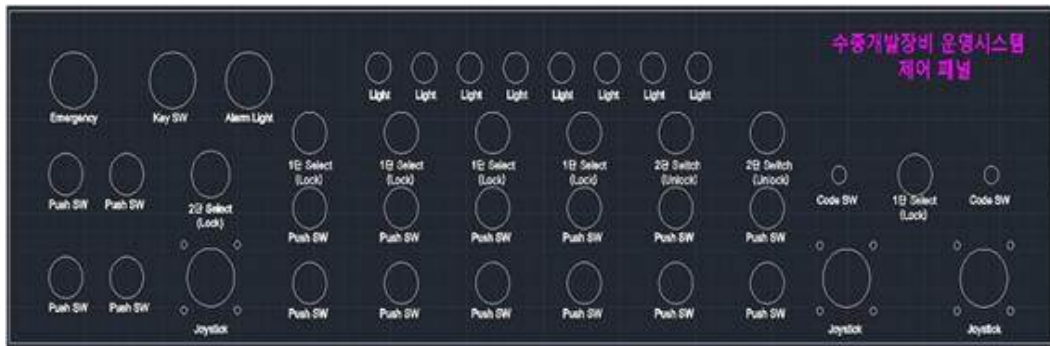 수중개발장비 운영시스템
제어 패널
Emergency
Key SW
Alarm Light
Light
Light
Light
Light
Light
Light
Light
Light
1단 Select
(Lock)
1단 Select
(Lock)
1단 Select
(Lock)
1단 Select
(Lock)
2단 Switch
(Unlock)
2단 Switch
(Unlock)
Push SW
Push SW
2단 Select
(Lock)
Code SW
1단 Select
(Lock)
Code SW
Push SW
Push SW
Push SW
Push SW
Push SW
Push SW
Push SW
Push SW
Joystick
Push SW
Push SW
Push SW
Push SW
Push SW
Push SW
Joystick
Joystick